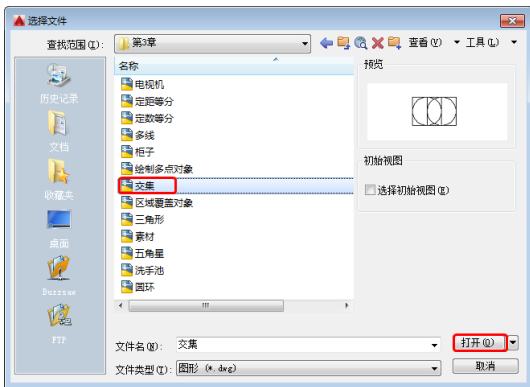 选择文件
查找范围(I):
第3章
查看(V)
工具(L)
历史记录
文档
收藏夹
桌面
Buzzsaw
FTP
名称
电视机
定距等分
定数等分
多线
柜子
绘制多点对象
交集
区域覆盖对象
三角形
素材
五角星
洗手池
圆环
预览
初始视图
选择初始视图(E)
文件名(N):
交集
打开(O)
文件类型(T):
图形 (*.dwg)
取消